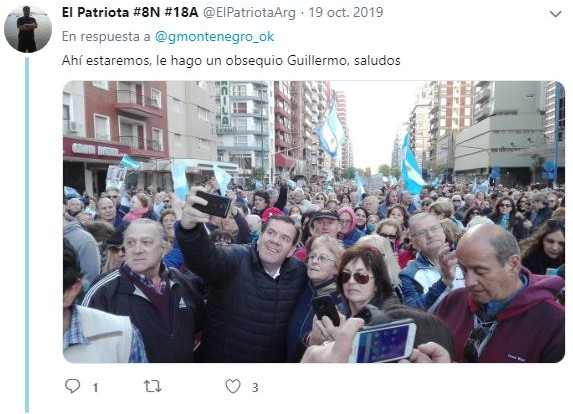 El Patriota #8N #18A @ElPatriotaArg · 19 oct. 2019
En respuesta a @gmontenegro_ok
Ahí estaremos, le hago un obsequio Guillermo, saludos
1
3